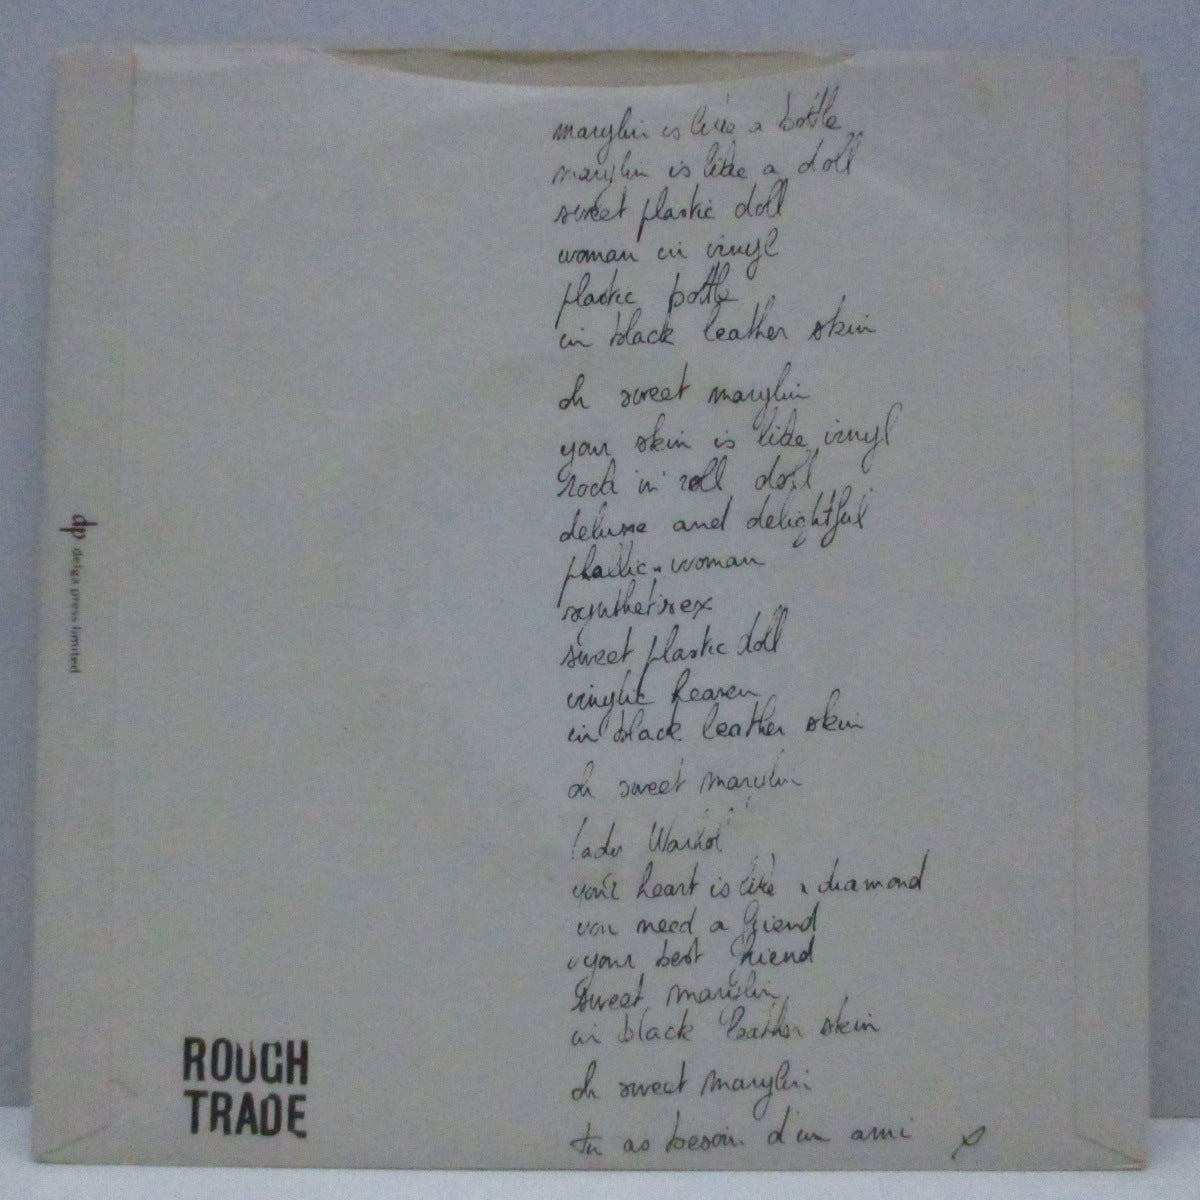 marylin is like a bottle
marylin is like a doll
sweet plastic doll
woman in vinyl
plastic bottle
in black leather skin
oh sweet marylin
your skin is like vinyl
rock in roll doll
deluxe and delightful
phallic woman
synthetisex
sweet plastic doll
vinylic heaven
in black leather skin
oh sweet marylin
lady Warhol
your heart is like a diamond
you need a friend
your best friend
sweet marylin
in black leather skin
oh sweet marylin
tu as besoin d'un ami
dp delga press limited
ROUGH
TRADE